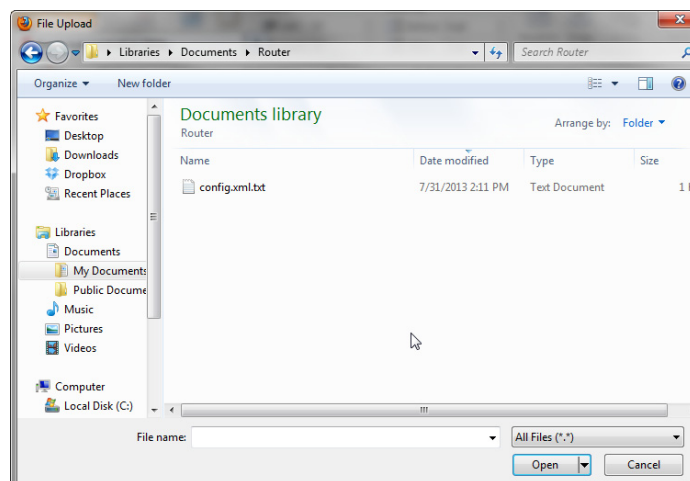 File Upload
Libraries Documents Router
Search Router
Organize New folder
Favorites
Desktop
Downloads
Dropbox
Recent Places
Libraries
Documents
My Documents
Public Docume
Music
Pictures
Videos
Computer
Local Disk (C:)
Documents library
Router
Arrange by: Folder
Name Date modified Type Size
config.xml.txt 7/31/2013 2:11 PM Text Document 1
File name:
All Files (*.*)
Open Cancel